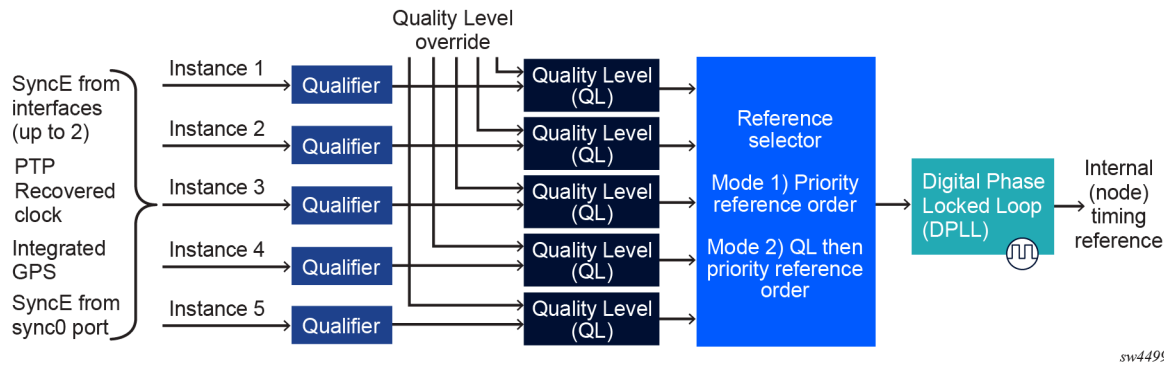 Quality Level
override
SyncE from
interfaces
(up to 2)
PTP
Recovered
clock
Integrated
GPS
SyncE from
sync0 port
Instance 1
Qualifier
Quality Level
(QL)
Instance 2
Qualifier
Quality Level
(QL)
Instance 3
Qualifier
Quality Level
(QL)
Instance 4
Qualifier
Quality Level
(QL)
Instance 5
Qualifier
Quality Level
(QL)
Reference
selector
Mode 1) Priority
reference order
Mode 2) QL then
priority reference
order
Digital Phase
Locked Loop
(DPLL)
Internal
(node)
timing
reference
sw4499